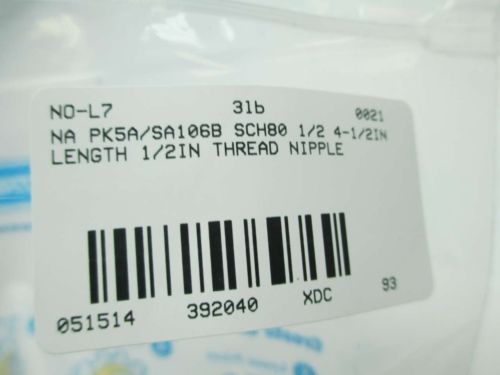 NO-L7 31b 0021
NA PK5A/SA106B SCH80 1/2 4-1/2IN
LENGTH 1/2IN THREAD NIPPLE
051514 392040 XDC 93